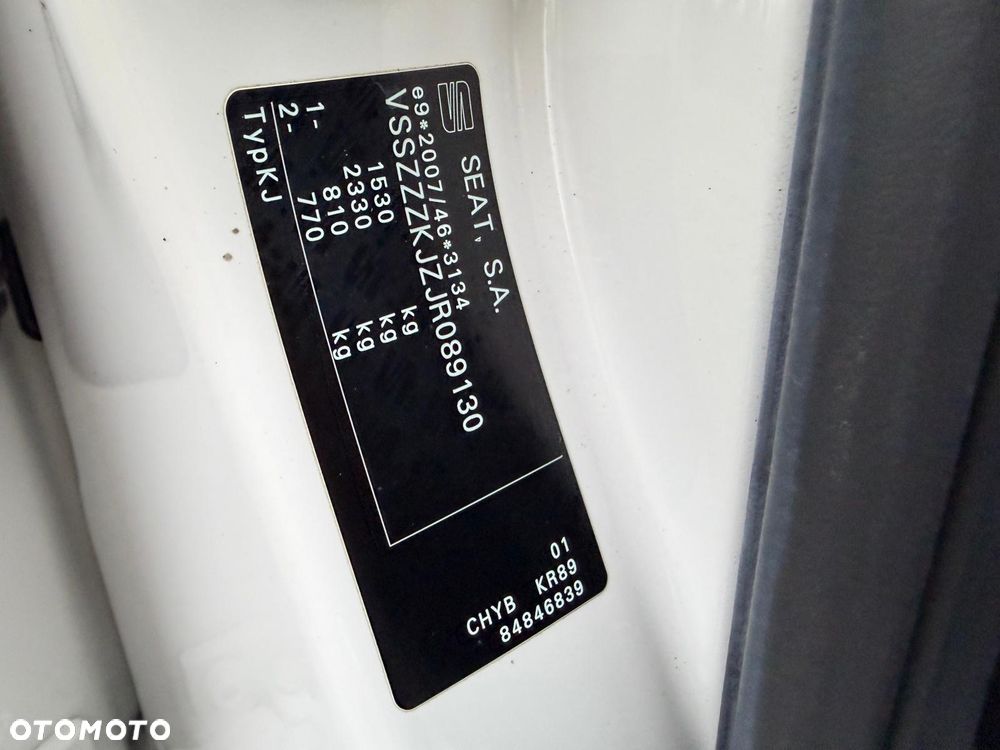 SEAT, S.A.
e9*2007/46*3134
VSSZZZKJZJR089130
1530 kg
2330 kg
1- 810 kg
2- 770 kg
TypKJ
01
CHYB KR89
84846839
OTOMOTO